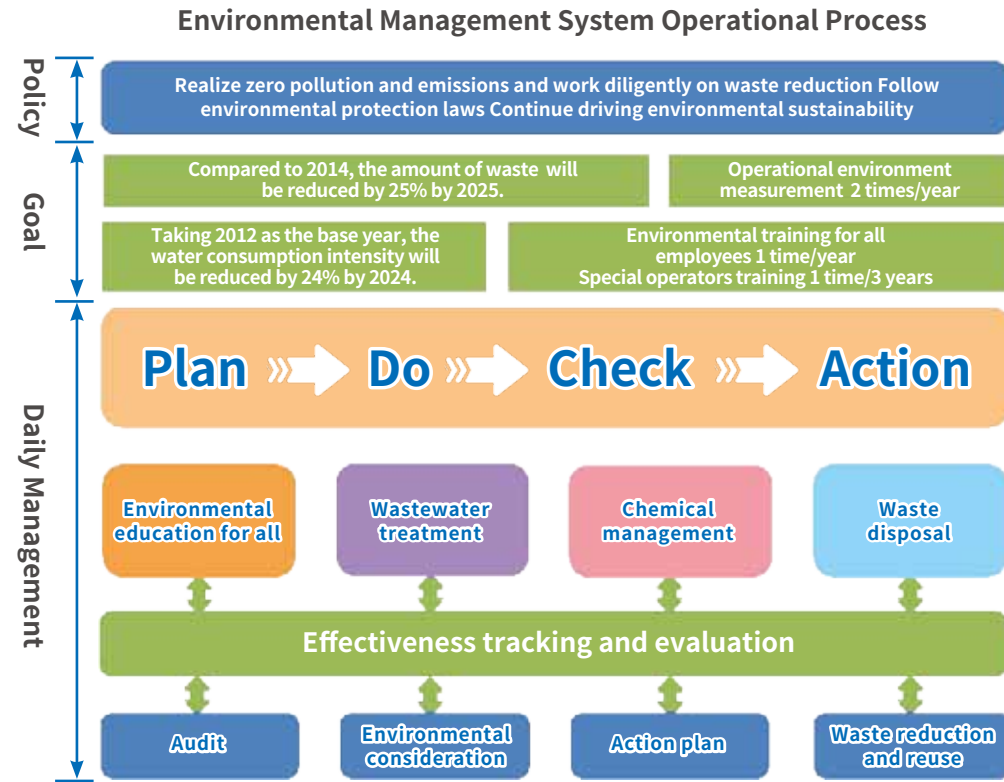 Environmental Management System Operational Process
Policy
Realize zero pollution and emissions and work diligently on waste reduction Follow
environmental protection laws Continue driving environmental sustainability
Goal
Compared to 2014, the amount of waste will
be reduced by 25% by 2025.
Operational environment
measurement 2 times/year
Taking 2012 as the base year, the
water consumption intensity will
be reduced by 24% by 2024.
Environmental training for all
employees 1 time/year
Special operators training 1 time/3 years
Daily Management
Plan Do Check Action
Environmental
education for all
Wastewater
treatment
Chemical
management
Waste
disposal
Effectiveness tracking and evaluation
Audit
Environmental
consideration
Action plan
Waste reduction
and reuse